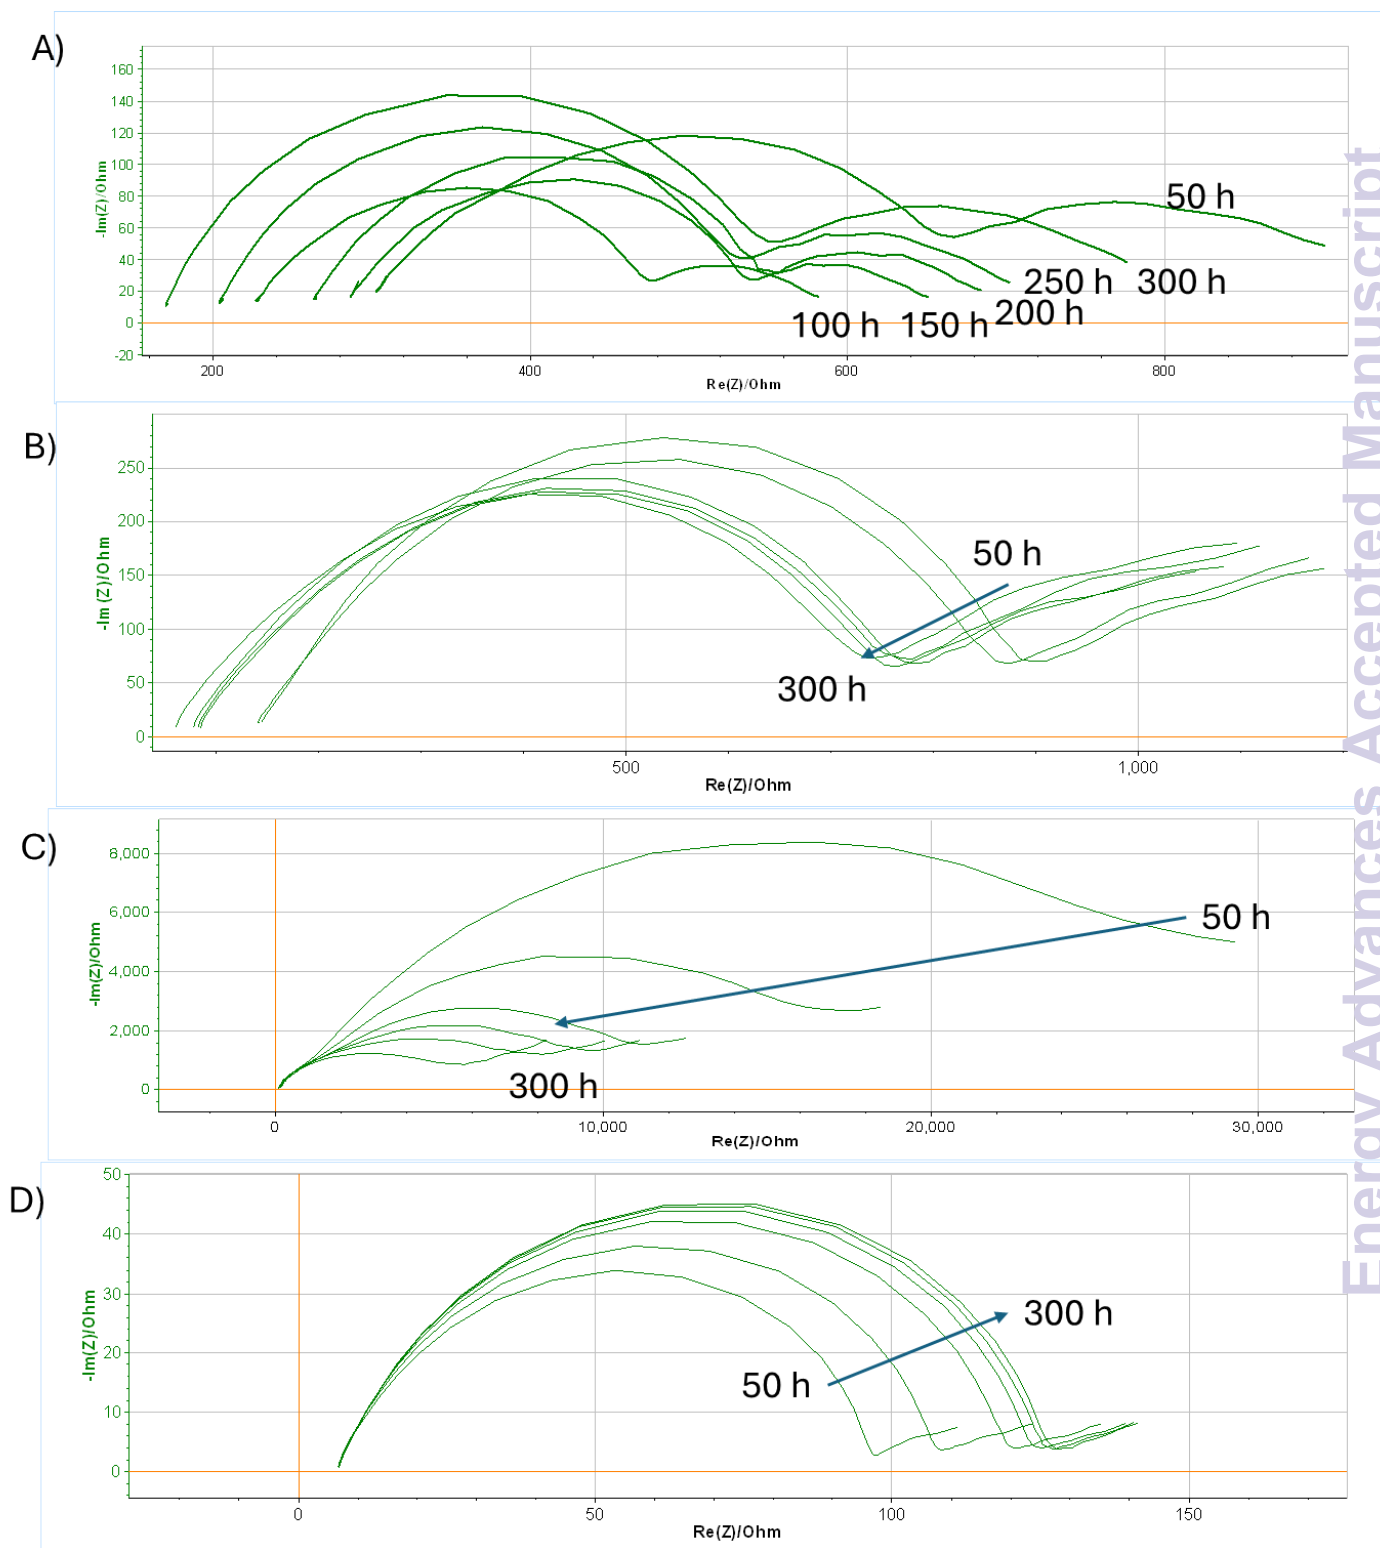 A)
160
140
120
100
80
60
40
20
0
-20
-Im(Z)/Ohm
50 h
250 h 300 h
200 h
100 h 150 h
200 400 600 800
Re(Z)/Ohm
B)
250
200
150
100
50
0
-Im (Z)/Ohm
50 h
300 h
500 1,000
Re(Z)/Ohm
C)
8,000
6,000
4,000
2,000
0
-Im(Z)/Ohm
50 h
300 h
0 10,000 20,000 30,000
Re(Z)/Ohm
D)
50
40
30
20
10
0
-Im(Z)/Ohm
300 h
50 h
0 50 100 150
Re(Z)/Ohm
Energy Advances Accepted Manuscript